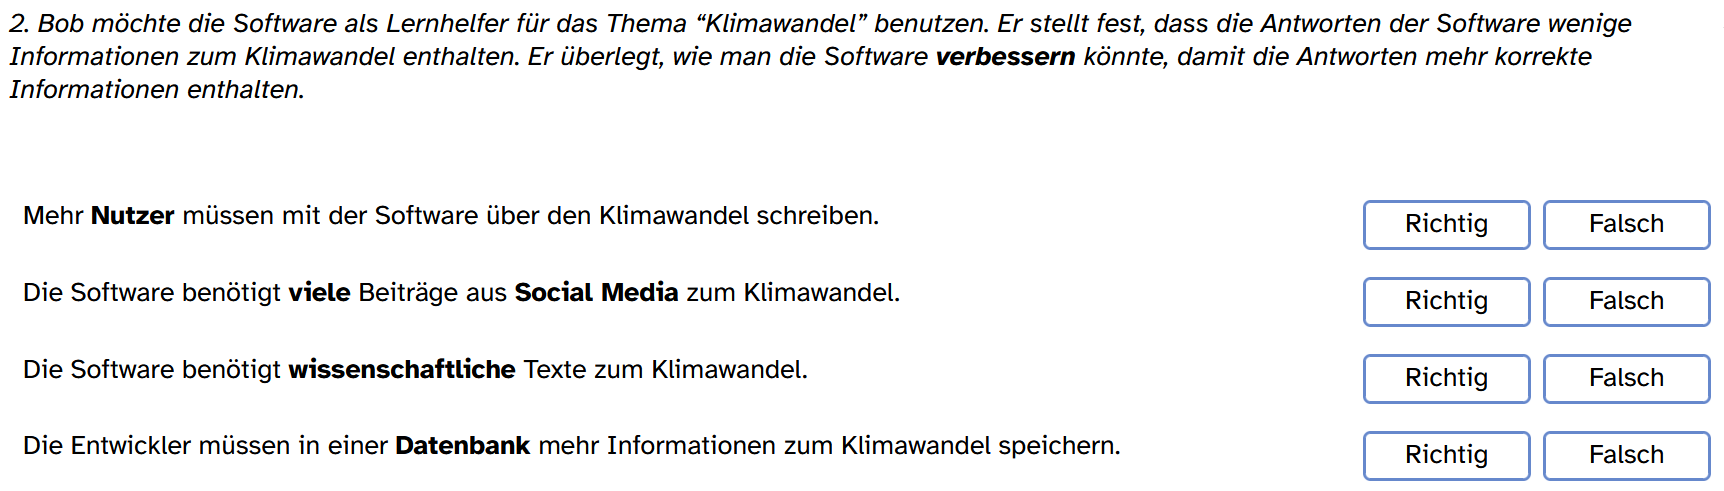 2. Bob möchte die Software als Lernhelfer für das Thema “Klimawandel” benutzen. Er stellt fest, dass die Antworten der Software wenige
Informationen zum Klimawandel enthalten. Er überlegt, wie man die Software verbessern könnte, damit die Antworten mehr korrekte
Informationen enthalten.
Mehr Nutzer müssen mit der Software über den Klimawandel schreiben. Richtig Falsch
Die Software benötigt viele Beiträge aus Social Media zum Klimawandel. Richtig Falsch
Die Software benötigt wissenschaftliche Texte zum Klimawandel. Richtig Falsch
Die Entwickler müssen in einer Datenbank mehr Informationen zum Klimawandel speichern. Richtig Falsch